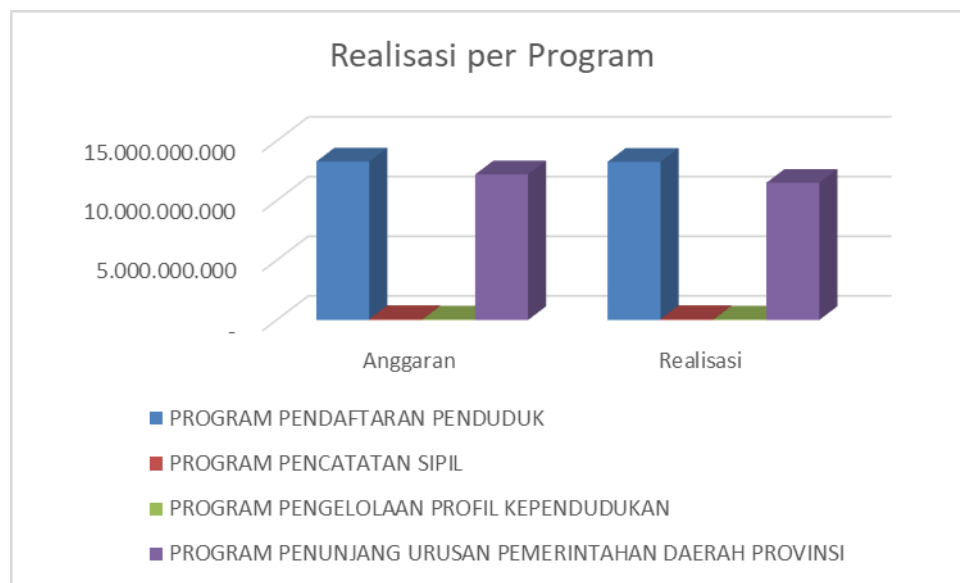 Realisasi per Program
15.000.000.000
10.000.000.000
5.000.000.000
-
Anggaran
Realisasi
PROGRAM PENDAFTARAN PENDUDUK
PROGRAM PENCATATAN SIPIL
PROGRAM PENGELOLAAN PROFIL KEPENDUDUKAN
PROGRAM PENUNJANG URUSAN PEMERINTAHAN DAERAH PROVINSI